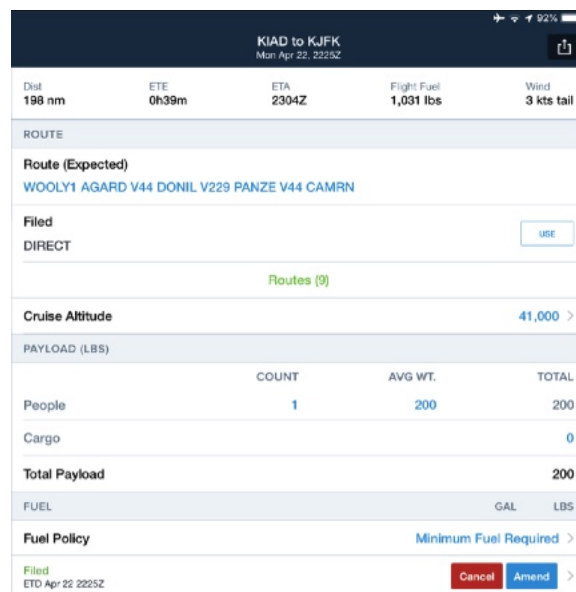 92%
KIAD to KJFK
Mon Apr 22, 2225Z
Dist ETE ETA Flight Fuel Wind
198 nm 0h39m 2304Z 1,031 lbs 3 kts tail
ROUTE
Route (Expected)
WOOLY1 AGARD V44 DONIL V229 PANZE V44 CAMRN
Filed
DIRECT
USE
Routes (9)
Cruise Altitude 41,000 >
PAYLOAD (LBS)
COUNT AVG WT. TOTAL
People 1 200 200
Cargo 0
Total Payload 200
FUEL GAL LBS
Fuel Policy Minimum Fuel Required >
Filed
ETD Apr 22 2225Z
Cancel Amend >